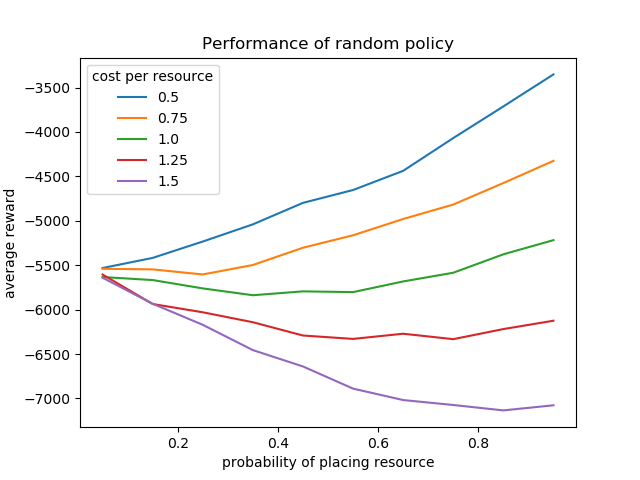 Performance of random policy
cost per resource
0.5
0.75
1.0
1.25
1.5
average reward
−3500
−4000
−4500
−5000
−5500
−6000
−6500
−7000
0.2 0.4 0.6 0.8
probability of placing resource